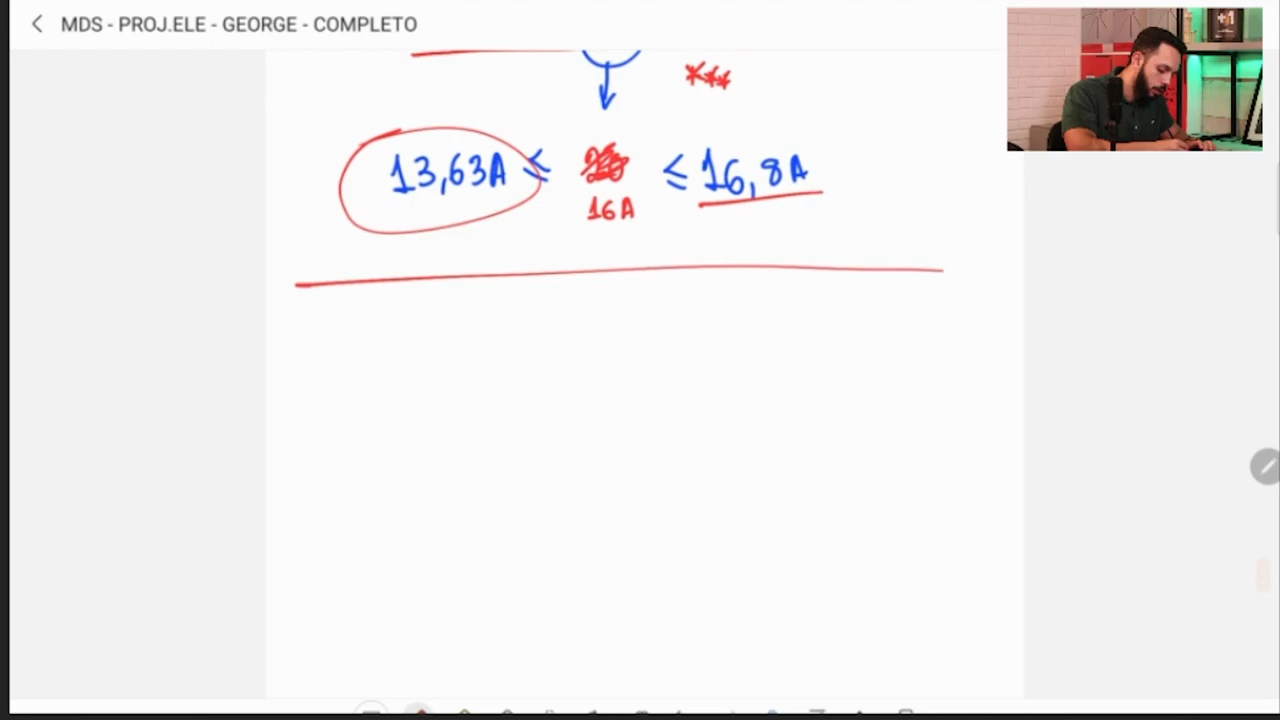 MDS - PROJ.ELE - GEORGE - COMPLETO
***
13,63A ≤ ≤ 16,8A
16A